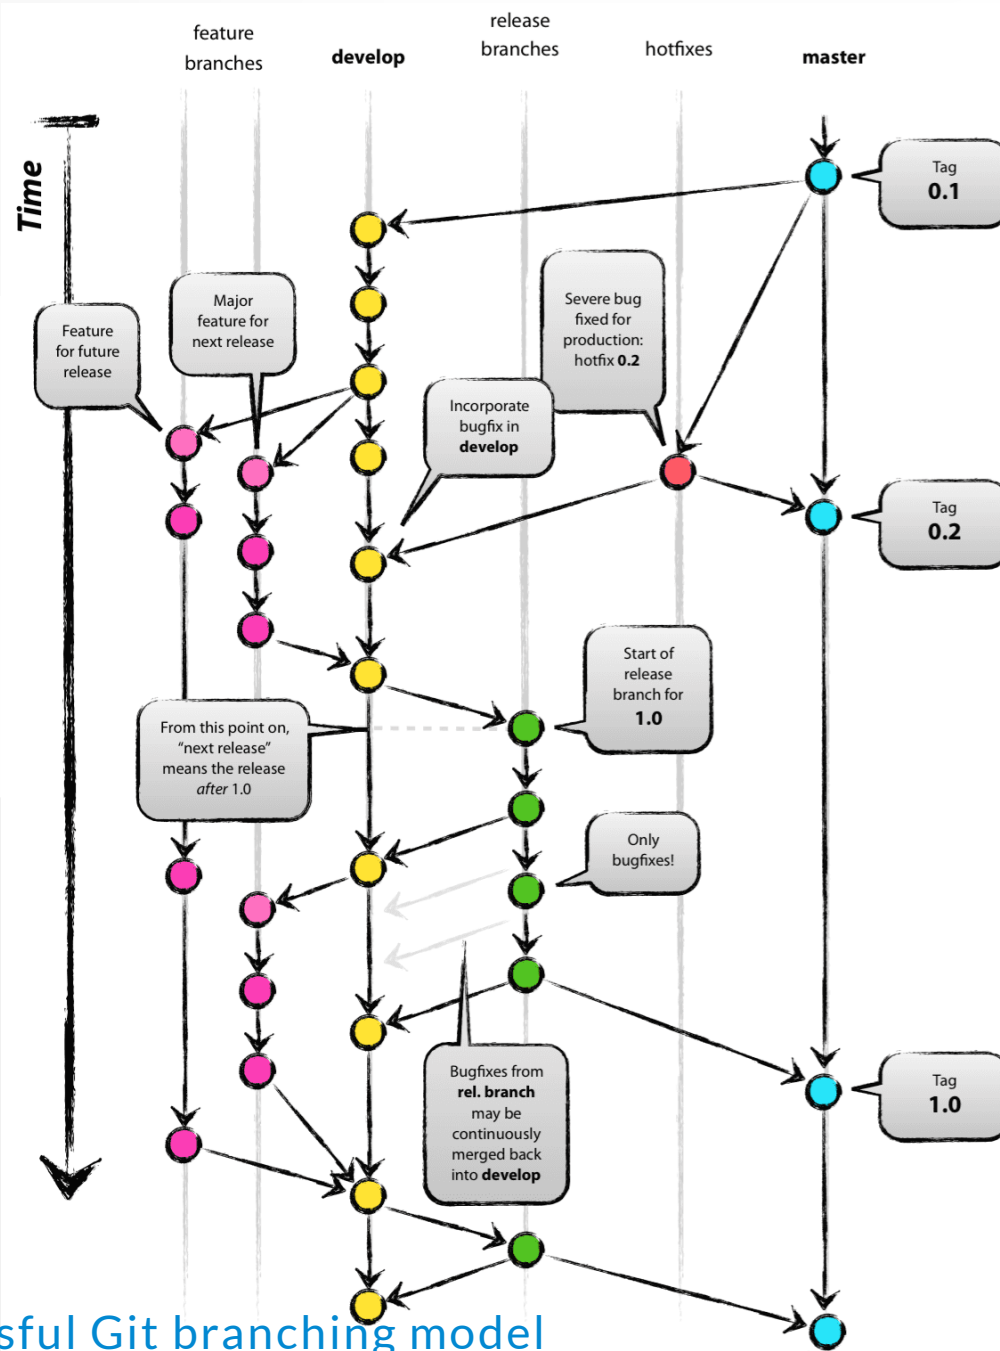 feature
branches
develop
release
branches
hotfixes
master
Time
Tag
0.1
Major
feature for
next release
Severe bug
fixed for
production:
hotfix 0.2
Feature
for future
release
Incorporate
bugfix in
develop
Tag
0.2
Start of
release
branch for
1.0
From this point on,
“next release”
means the release
after 1.0
Only
bugfixes!
Bugfixes from
rel. branch
may be
continuously
merged back
into develop
Tag
1.0
sful Git branching model